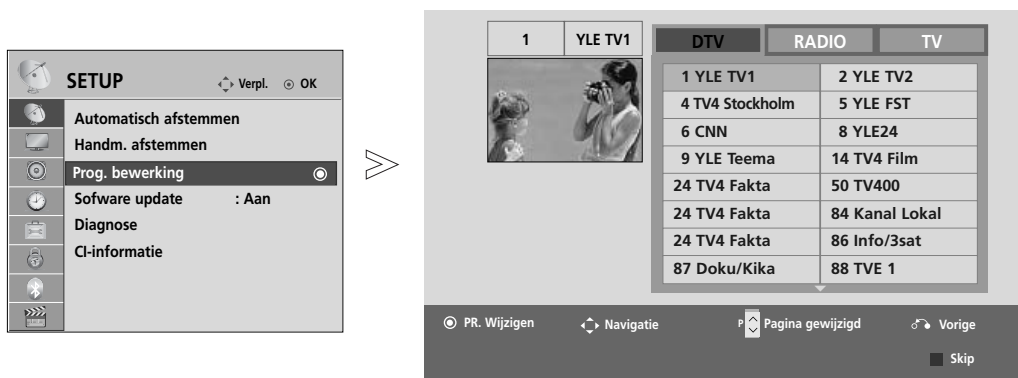 SETUP
Verpl. OK
Automatisch afstemmen
Handm. afstemmen
Prog. bewerking
Sofware update : Aan
Diagnose
CI-informatie
1 YLE TV1
DTV RADIO TV
1 YLE TV1 2 YLE TV2
4 TV4 Stockholm 5 YLE FST
6 CNN 8 YLE24
9 YLE Teema 14 TV4 Film
24 TV4 Fakta 50 TV400
24 TV4 Fakta 84 Kanal Lokal
24 TV4 Fakta 86 Info/3sat
87 Doku/Kika 88 TVE 1
PR. Wijzigen Navigatie P Pagina gewijzigd Vorige
Skip